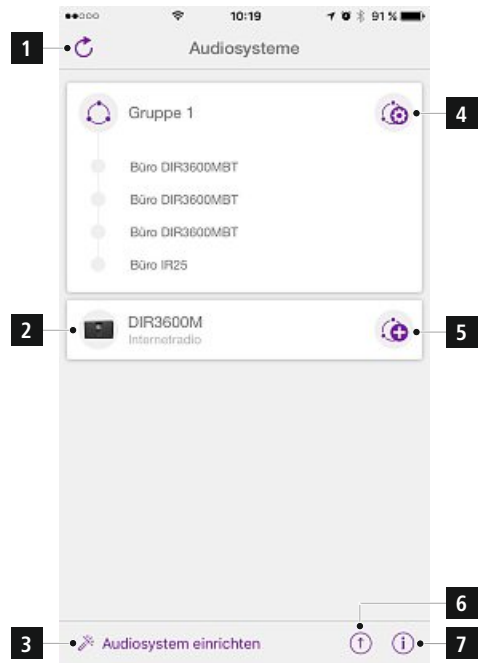 10:19
91 %
1
Audiosysteme
Gruppe 1
4
Büro DIR3600MBT
Büro DIR3600MBT
Büro DIR3600MBT
Büro IR25
2
DIR3600M
Internetradio
5
6
3
Audiosystem einrichten
7